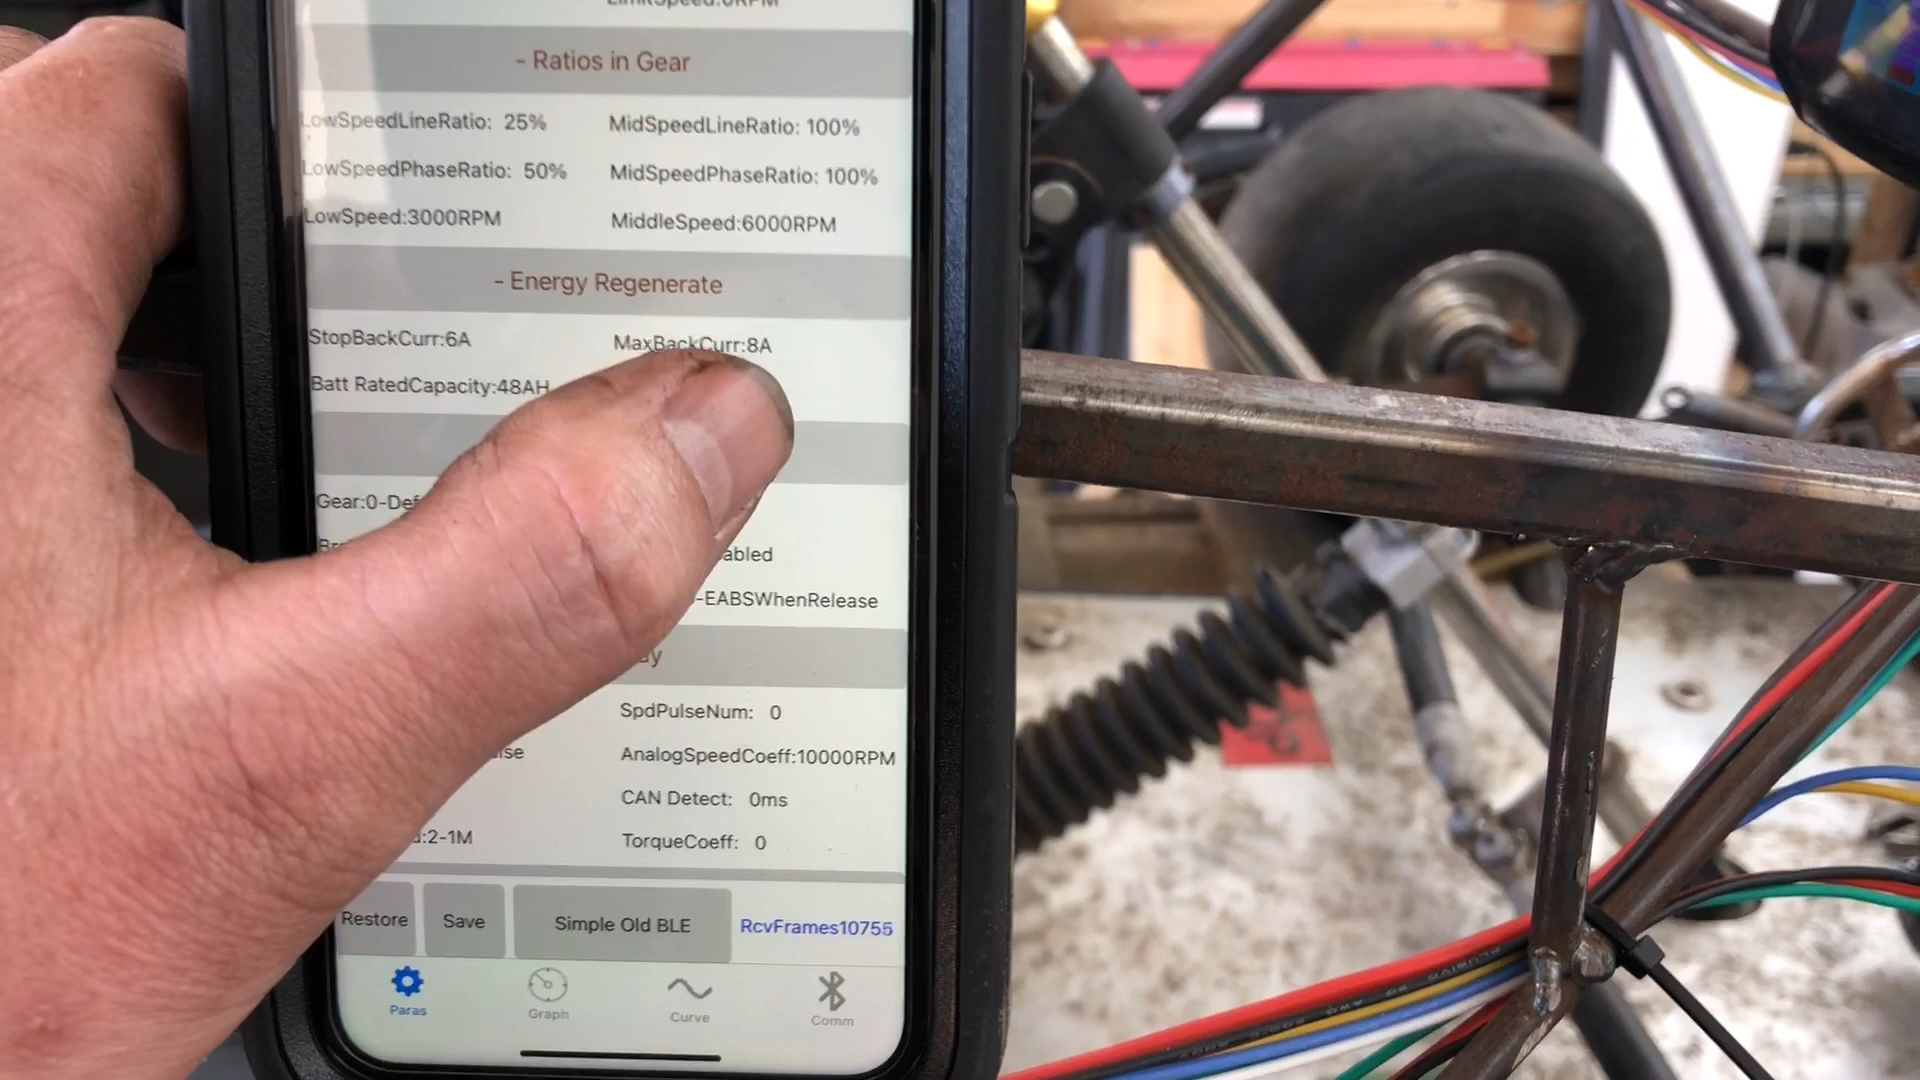 - Ratios in Gear
LowSpeedLineRatio: 25% MidSpeedLineRatio: 100%
LowSpeedPhaseRatio: 50% MidSpeedPhaseRatio: 100%
LowSpeed:3000RPM MiddleSpeed:6000RPM
- Energy Regenerate
StopBackCurr:6A MaxBackCurr:8A
Batt RatedCapacity:48AH
Gear:0-Def
abled
-EABSWhenRelease
ay
SpdPulseNum: 0
AnalogSpeedCoeff:10000RPM
CAN Detect: 0ms
:2-1M TorqueCoeff: 0
Restore Save Simple Old BLE RcvFrames10755
Paras Graph Curve Comm